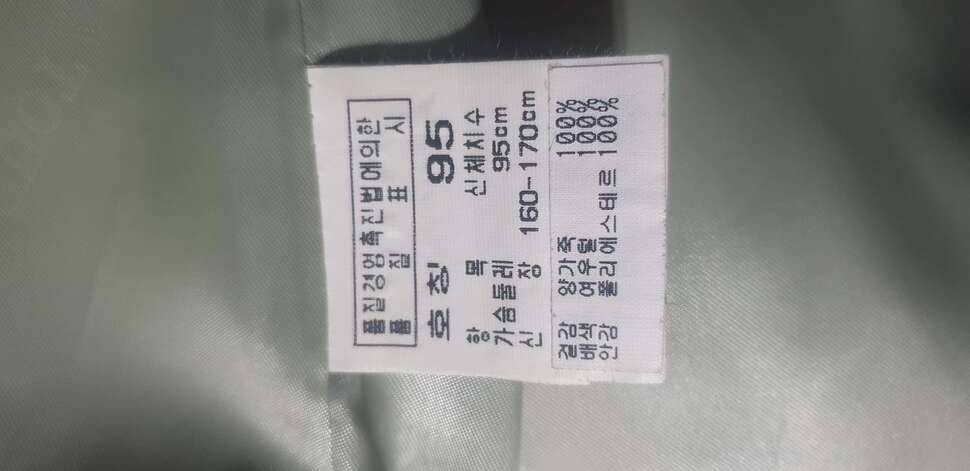 품질경영촉진법에의한
품질표시
호칭 95
항목 신체치수
가슴둘레 95cm
신장 160-170cm
겉감 양가죽 100%
배색 여우털 100%
안감 폴리에스테르 100%